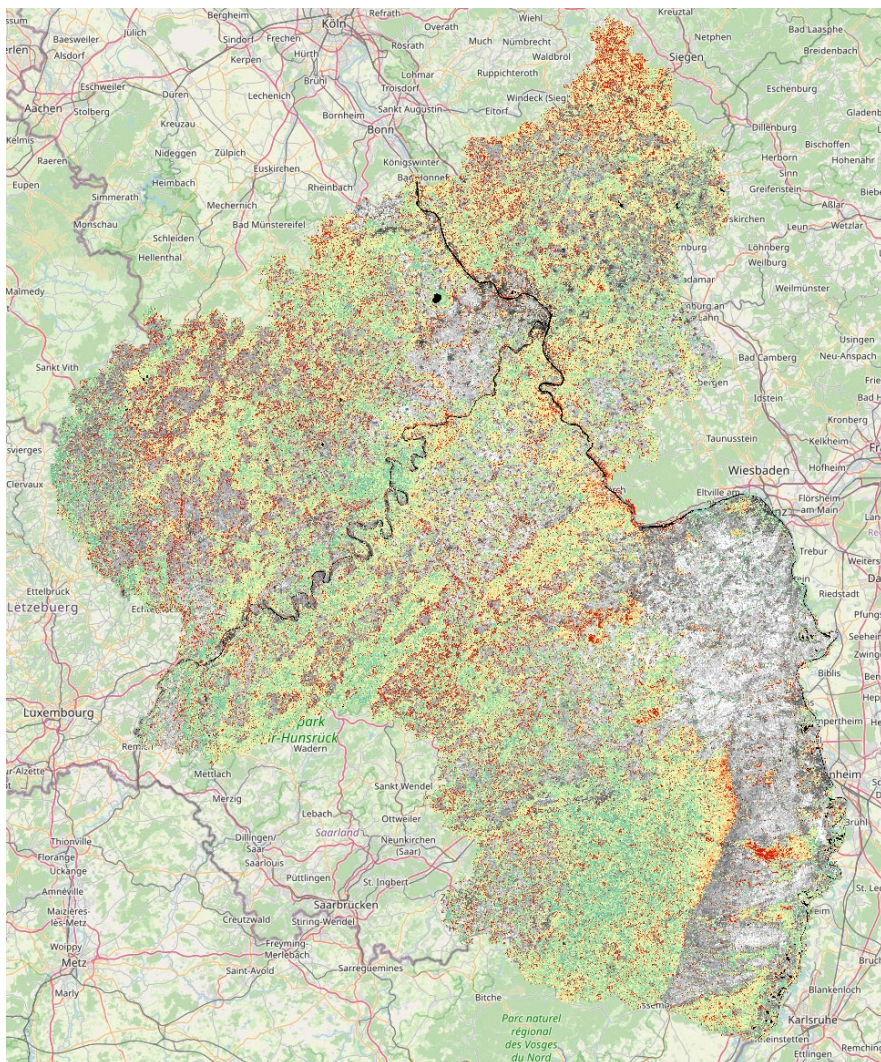 Bergheim
Köln
Refrath
Overath
Wiehl
Kreuztal
Bad Laasphe
Baesweiler
Jülich
Sindorf
Frechen
Much
Nümbrecht
Netphen
Alsdorf
Kerpen
Hürth
Rösrath
Waldbröl
Siegen
Breidenbach
Eschweiler
Brühl
Lohmar
Ruppichteroth
Eschenburg
Aachen
Düren
Lechenich
Troisdorf
Stolberg
Kreuzau
Bornheim
Sankt Augustin
Windeck (Sieg)
Eitorf
Dillenburg
Kelmis
Zülpich
Bonn
Bischoffen
Raeren
Nideggen
Herborn
Hohenahr
Eupen
Simmerath
Heimbach
Euskirchen
Königswinter
Sinn
Rheinbach
Greifenstein
Monschau
Mechernich
Aßlar
Schleiden
Bad Münstereifel
Leun
Wetzlar
Hellenthal
Löhnberg
Weilburg
Malmedy
Weilmünster
Sankt Vith
Usingen
Bad Camberg
Neu-Anspach
Idstein
Kronberg
Taunusstein
Kelkheim
Clervaux
Wiesbaden
Hofheim
Eltville am
Flörsheim
am-Main
Trebur
Ettelbrück
Riedstadt
Lëtzebuerg
Biblis
Luxembourg
park
Wadern
Mettlach
Merzig
Sankt Wendel
Lebach
Ottweiler
Brühl
Thionville
Dillingen/
Saar
Saarland
Neunkirchen
(Saar)
Florange
Saarlouis
Uckange
Püttlingen
St. Ingbert
Amnéville
Saarbrücken
Maizières-
lès-Metz
Creutzwald
Stiring-Wendel
Woippy
Freyming-
Merlebach
Metz
Saint-Avold
Sarreguemines
Marly
Bitche
Blankenloch
Parc naturel
régional
des Vosges
du Nord
Karlsruhe
Ettlingen